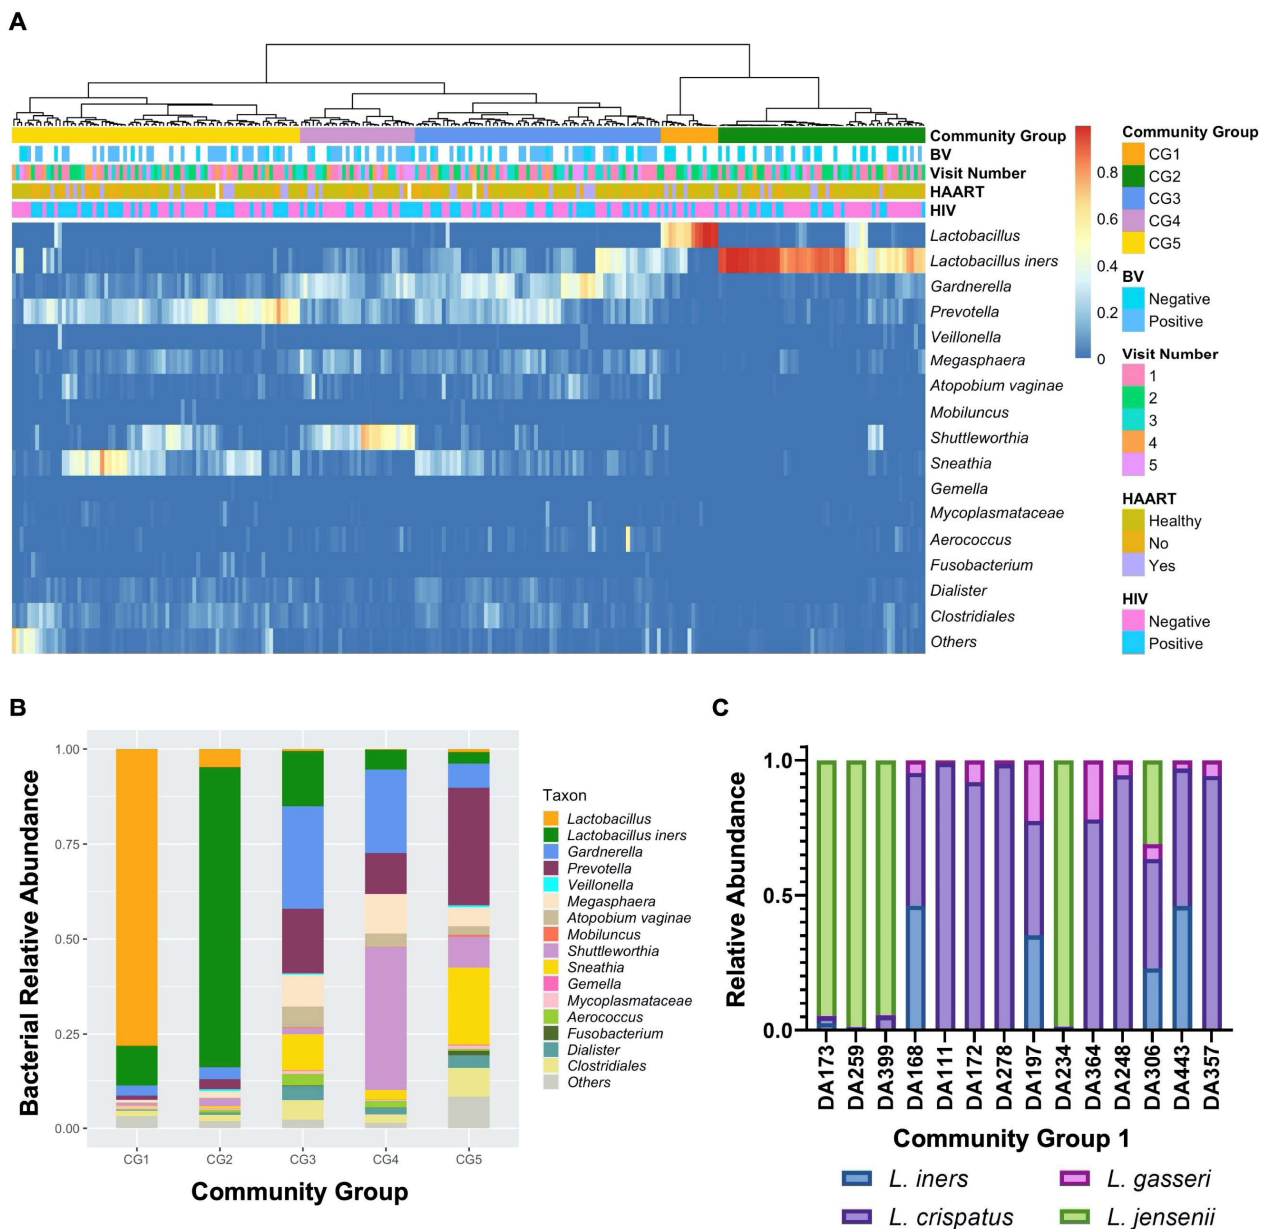 A
Community Group
BV
Visit Number
HAART
HIV
Lactobacillus
Lactobacillus iners
Gardnerella
Prevotella
Veillonella
Megasphaera
Atopobium vaginae
Mobiluncus
Shuttleworthia
Sneathia
Gemella
Mycoplasmataceae
Aerococcus
Fusobacterium
Dialister
Clostridiales
Others
0.8
0.6
0.4
0.2
0
Community Group
CG1
CG2
CG3
CG4
CG5
BV
Negative
Positive
Visit Number
1
2
3
4
5
HAART
Healthy
No
Yes
HIV
Negative
Positive
B
Bacterial Relative Abundance
1.00
0.75
0.50
0.25
0.00
CG1 CG2 CG3 CG4 CG5
Community Group
Taxon
Lactobacillus
Lactobacillus iners
Gardnerella
Prevotella
Veillonella
Megasphaera
Atopobium vaginae
Mobiluncus
Shuttleworthia
Sneathia
Gemella
Mycoplasmataceae
Aerococcus
Fusobacterium
Dialister
Clostridiales
Others
C
Relative Abundance
1.0
0.5
0.0
DA173
DA259
DA399
DA168
DA111
DA172
DA278
DA197
DA234
DA364
DA248
DA306
DA443
DA357
Community Group 1
L. iners
L. gasseri
L. crispatus
L. jensenii